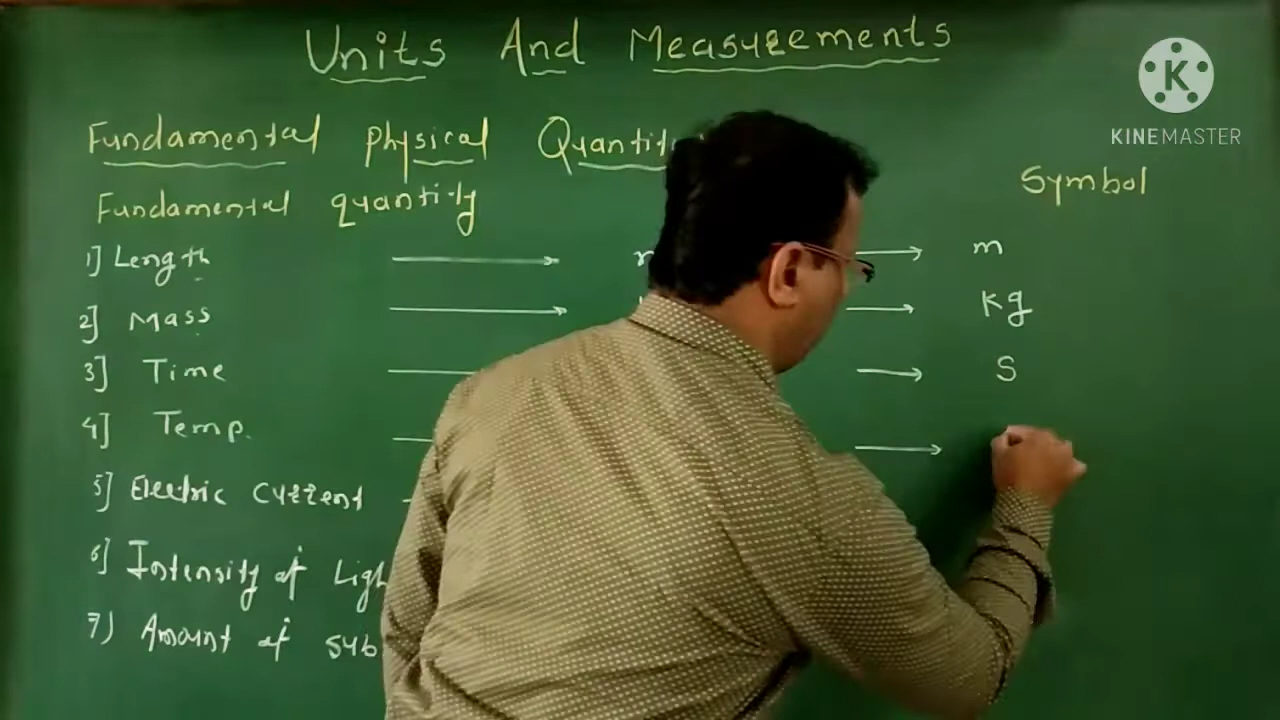 Units And Measurements
KINEMASTER
Fundamental Physical
Symbol
Fundamental quantity
1] Length m
2] Mass kg
3] Time S
4] Temp.
5] Electric Current
6] Intensity of
7) Amount of